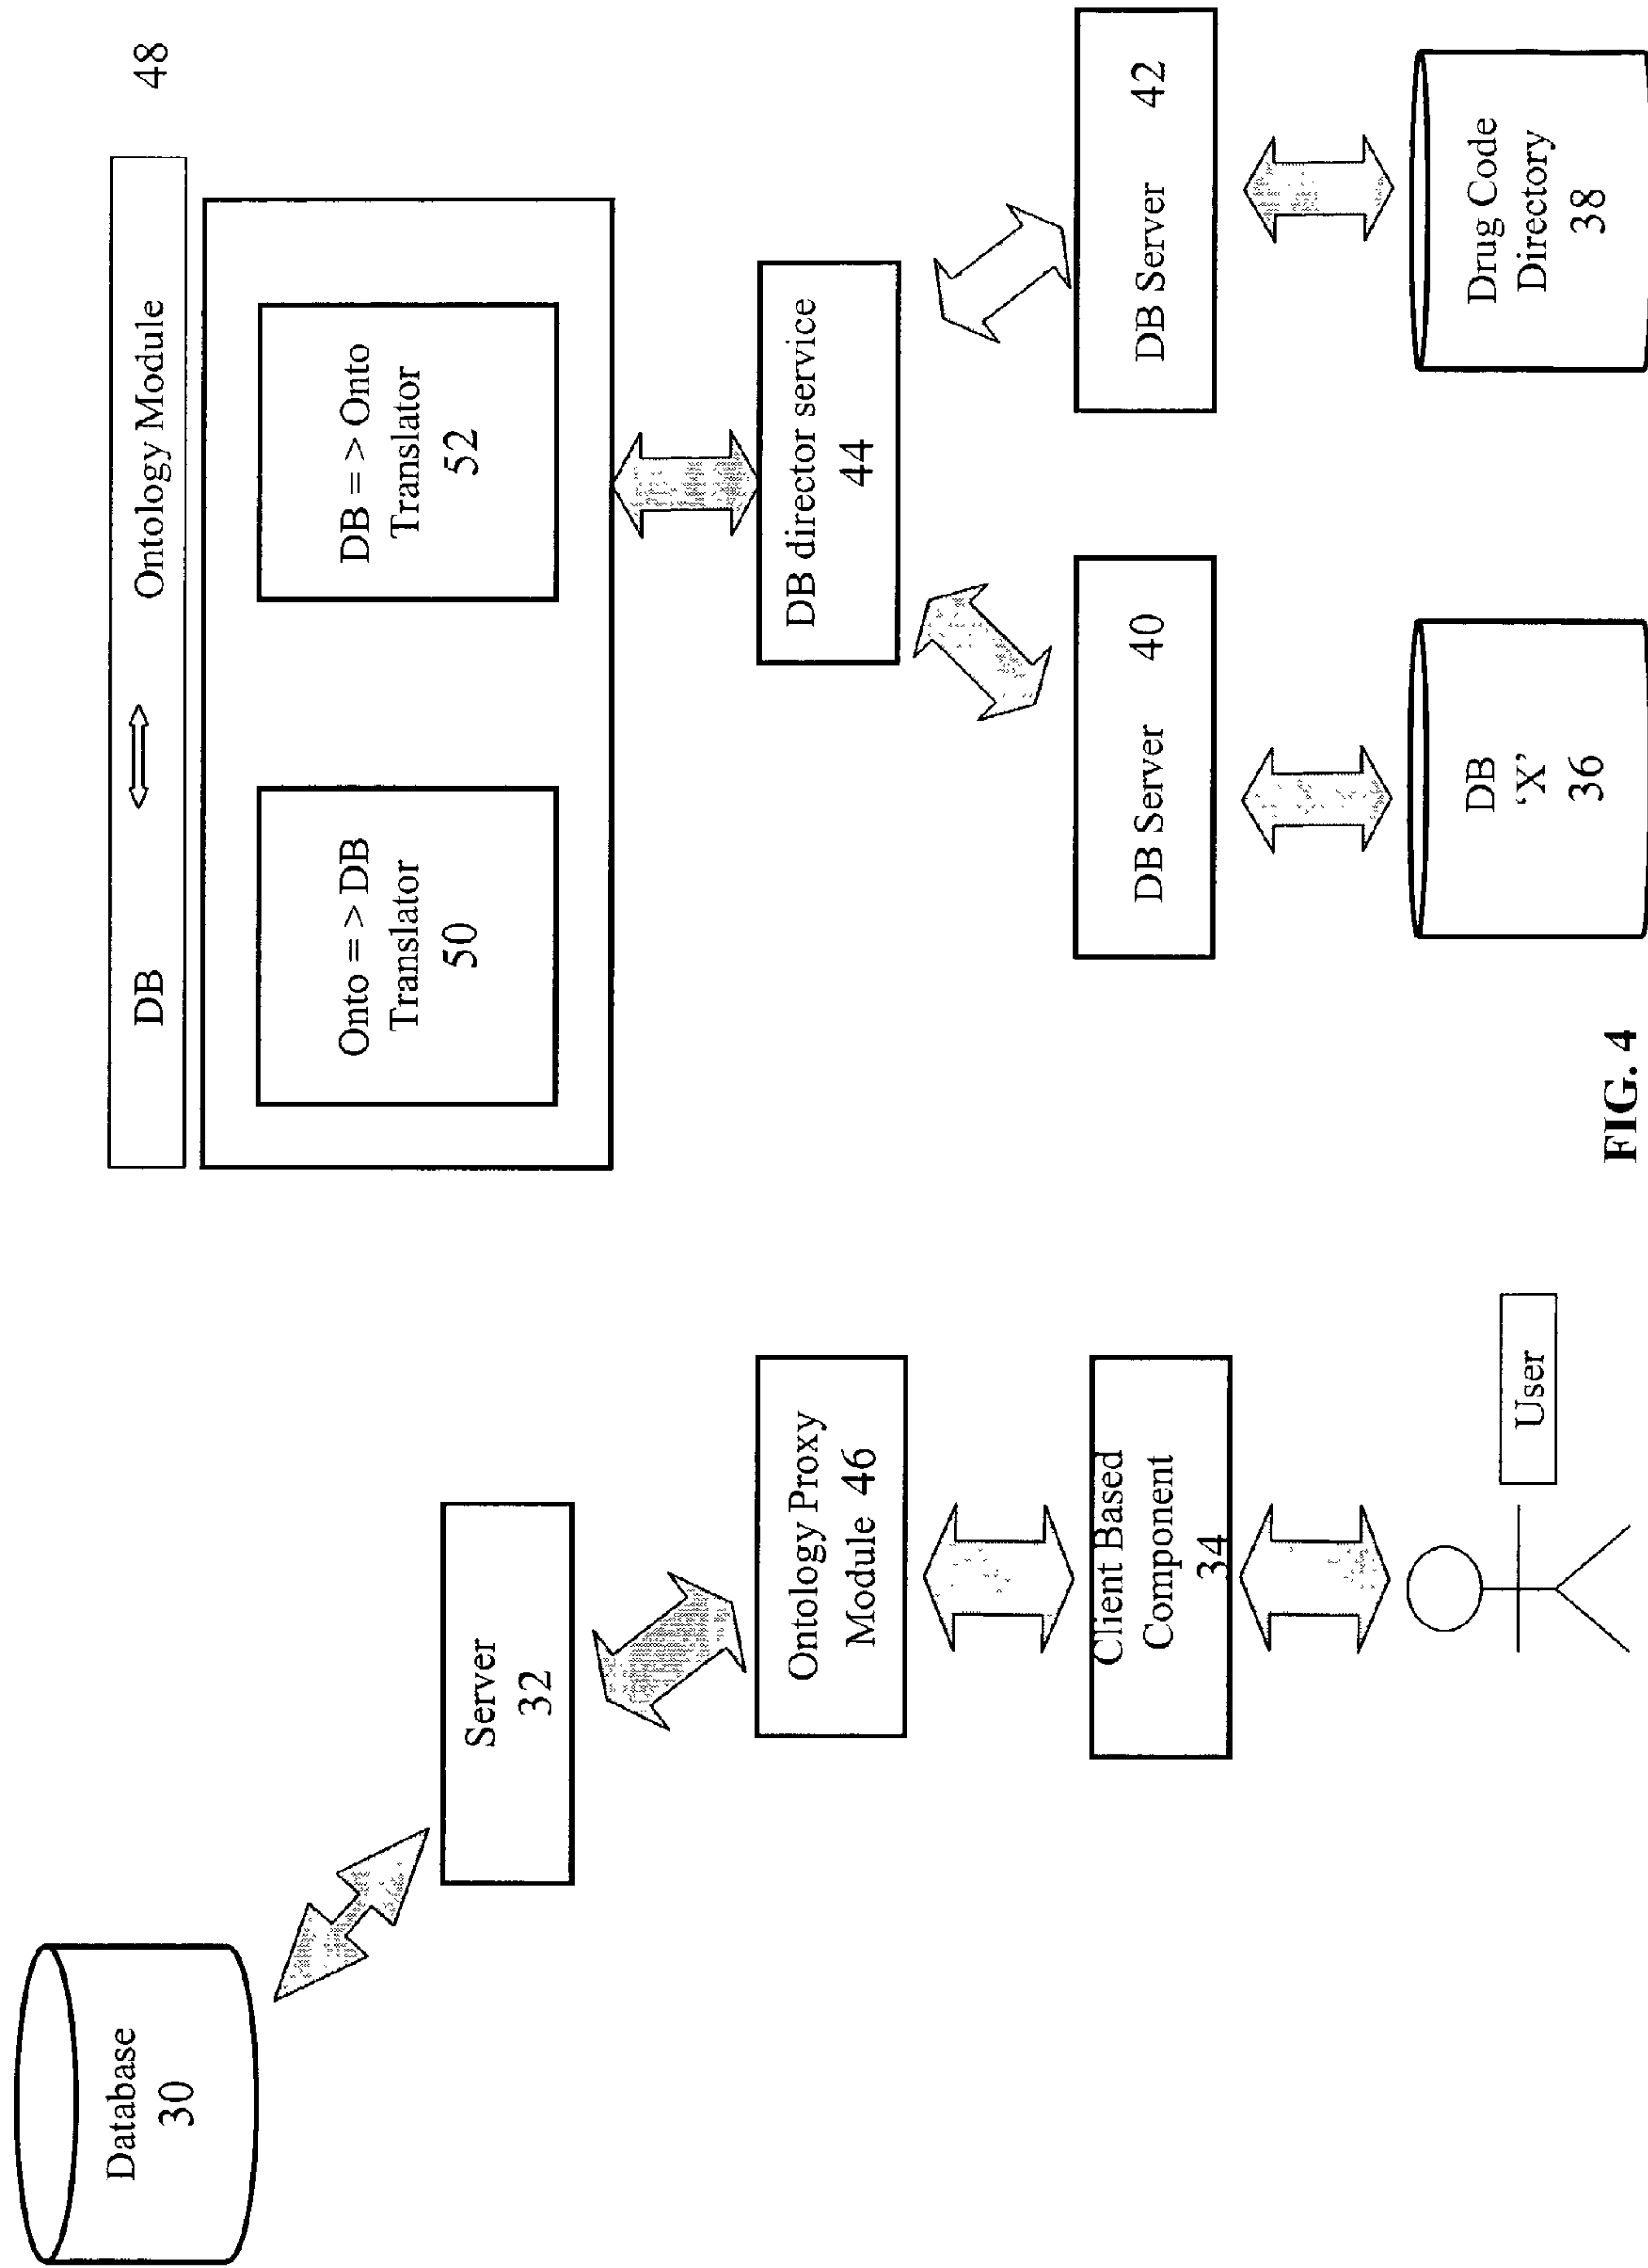 Database
30
Server
32
Ontology Proxy
Module 46
Client Based
Component
34
User
DB ⇔ Ontology Module 48
Onto = > DB
Translator
50
DB = > Onto
Translator
52
DB director service
44
DB Server 40
DB Server 42
DB
‘X’
36
Drug Code
Directory
38
FIG. 4